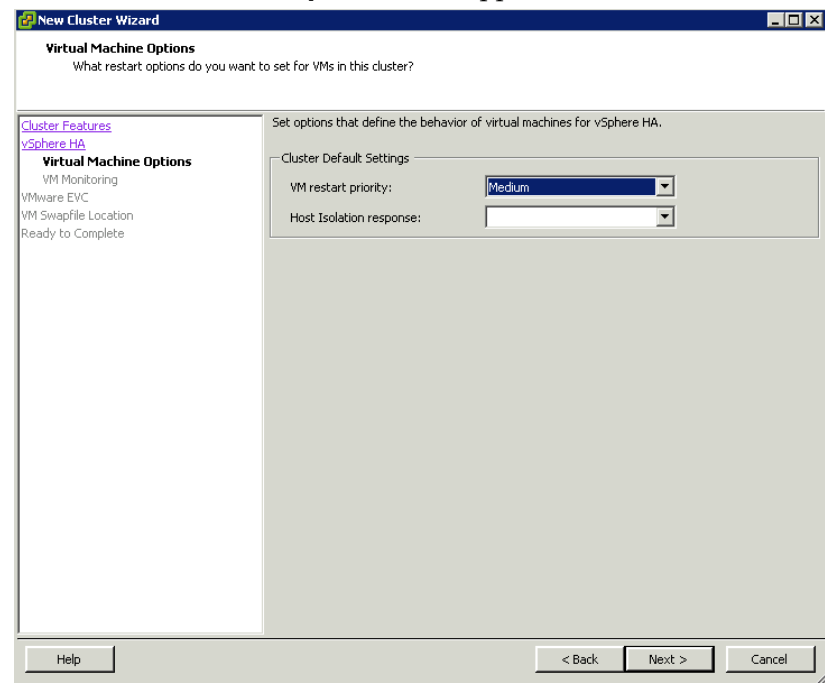 New Cluster Wizard
Virtual Machine Options
What restart options do you want to set for VMs in this cluster?
Cluster Features
vSphere HA
Virtual Machine Options
VM Monitoring
VMware EVC
VM Swapfile Location
Ready to Complete
Set options that define the behavior of virtual machines for vSphere HA.
Cluster Default Settings
VM restart priority: Medium
Host Isolation response:
Help
< Back
Next >
Cancel